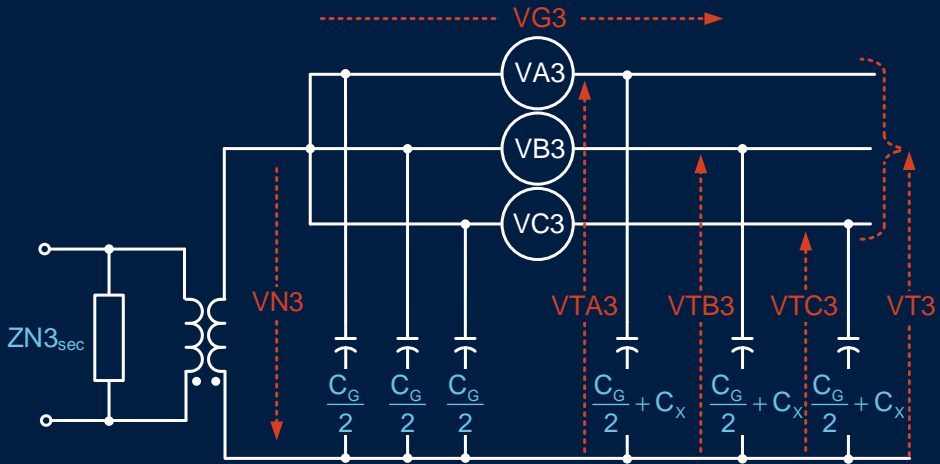 VG3
VA3
VB3
VC3
VN3
VTA3
VTB3
VTC3
VT3
ZN3sec
CG
2
CG
2
CG
2
CG
2 + CX
CG
2 + CX
CG
2 + CX